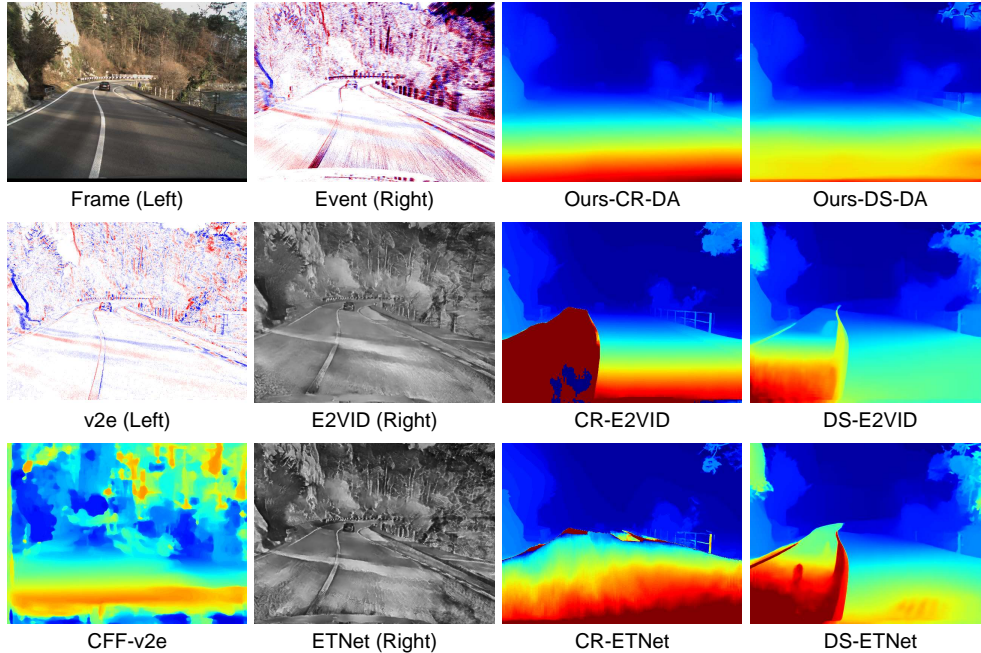 Frame (Left)
Event (Right)
Ours-CR-DA
Ours-DS-DA
v2e (Left)
E2VID (Right)
CR-E2VID
DS-E2VID
CFF-v2e
ETNet (Right)
CR-ETNet
DS-ETNet